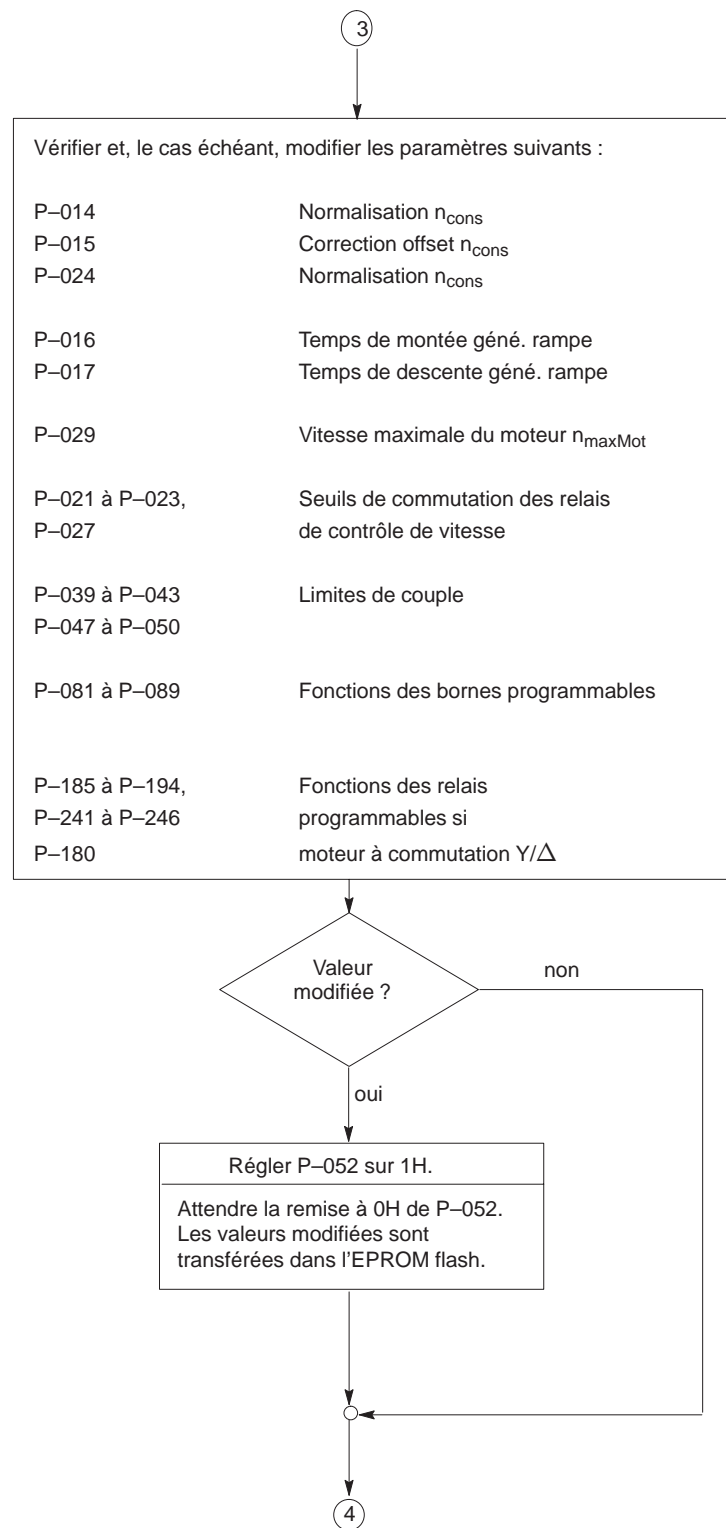 3
Vérifier et, le cas échéant, modifier les paramètres suivants :
P–014 Normalisation ncons
P–015 Correction offset ncons
P–024 Normalisation ncons
P–016 Temps de montée géné. rampe
P–017 Temps de descente géné. rampe
P–029 Vitesse maximale du moteur nmaxMot
P–021 à P–023, Seuils de commutation des relais
P–027 de contrôle de vitesse
P–039 à P–043 Limites de couple
P–047 à P–050
P–081 à P–089 Fonctions des bornes programmables
P–185 à P–194, Fonctions des relais
P–241 à P–246 programmables si
P–180 moteur à commutation Y/Δ
Valeur
modifiée ?
non
oui
Régler P–052 sur 1H.
Attendre la remise à 0H de P–052.
Les valeurs modifiées sont
transférées dans l'EPROM flash.
4